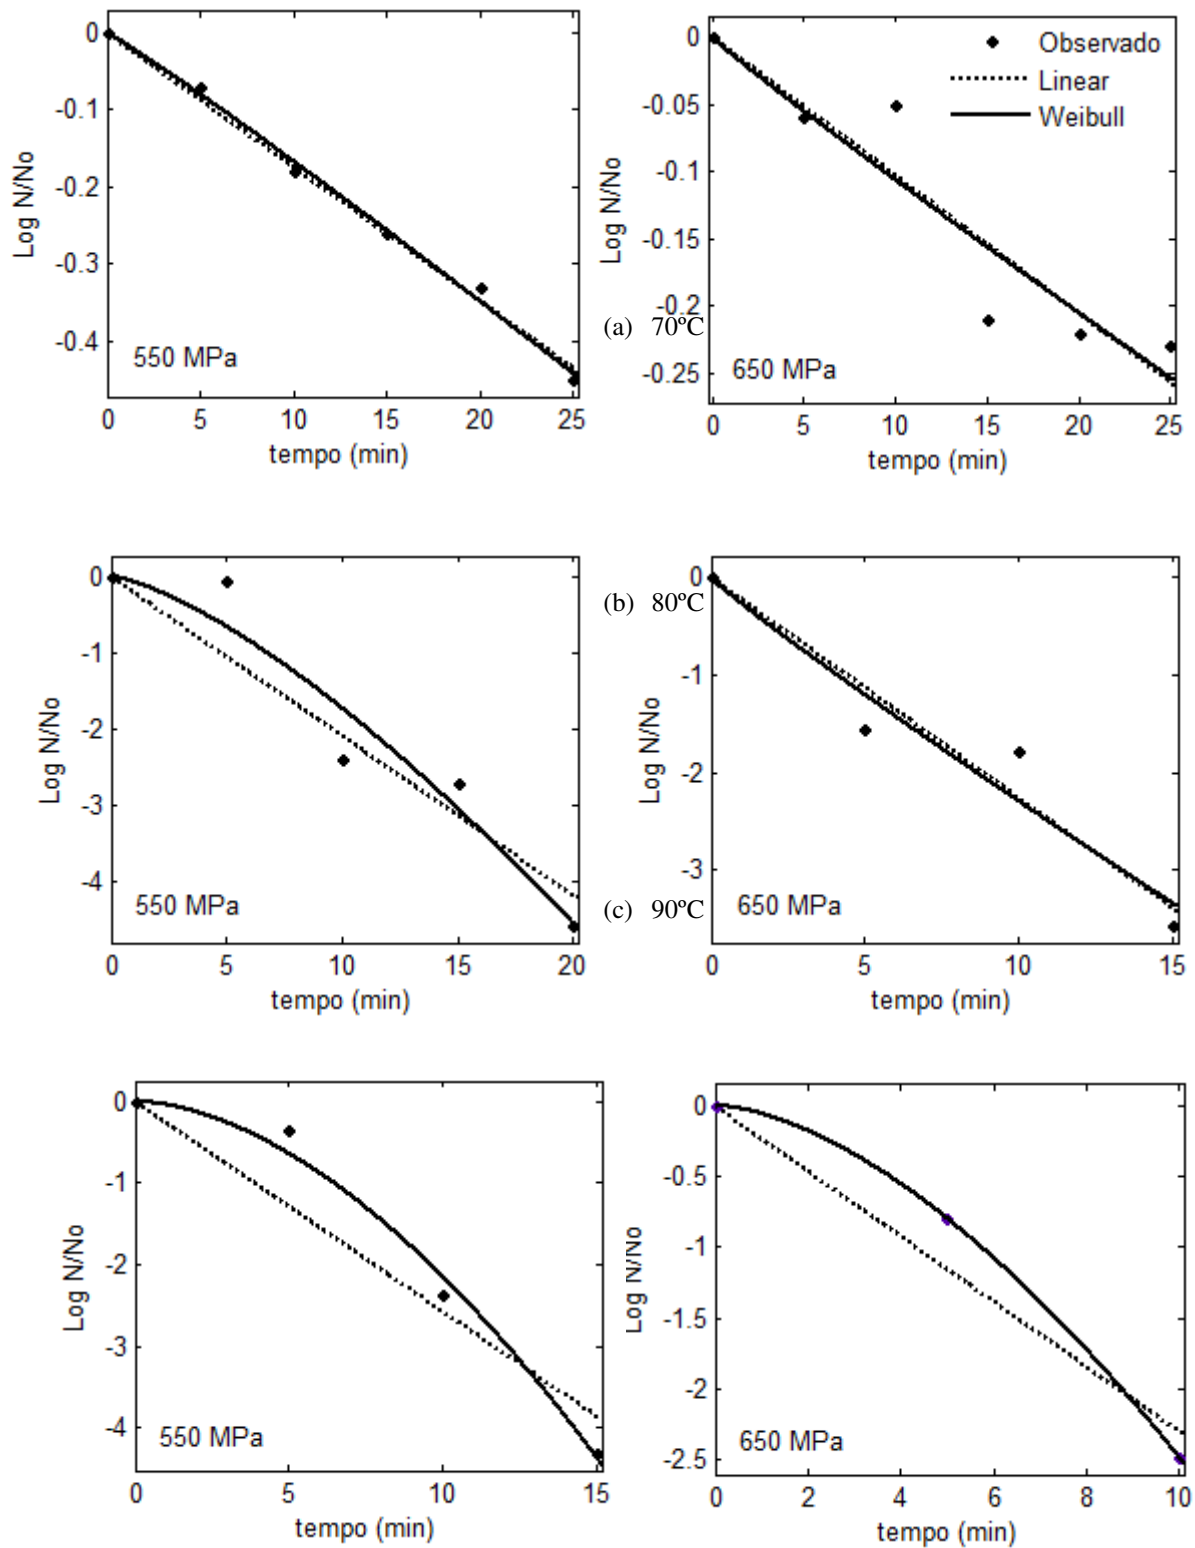 0
-0.1
-0.2
-0.3
-0.4
Log N/No
550 MPa
0 5 10 15 20 25
tempo (min)
0
-0.05
-0.1
-0.15
-0.2
-0.25
Log N/No
Observado
Linear
Weibull
650 MPa
0 5 10 15 20 25
tempo (min)
(a) 70ºC
0
-1
-2
-3
-4
Log N/No
550 MPa
0 5 10 15 20
tempo (min)
0
-1
-2
-3
Log N/No
650 MPa
0 5 10 15
tempo (min)
(b) 80ºC
(c) 90ºC
0
-1
-2
-3
-4
Log N/No
550 MPa
0 5 10 15
tempo (min)
0
-0.5
-1
-1.5
-2
-2.5
Log N/No
650 MPa
0 2 4 6 8 10
tempo (min)